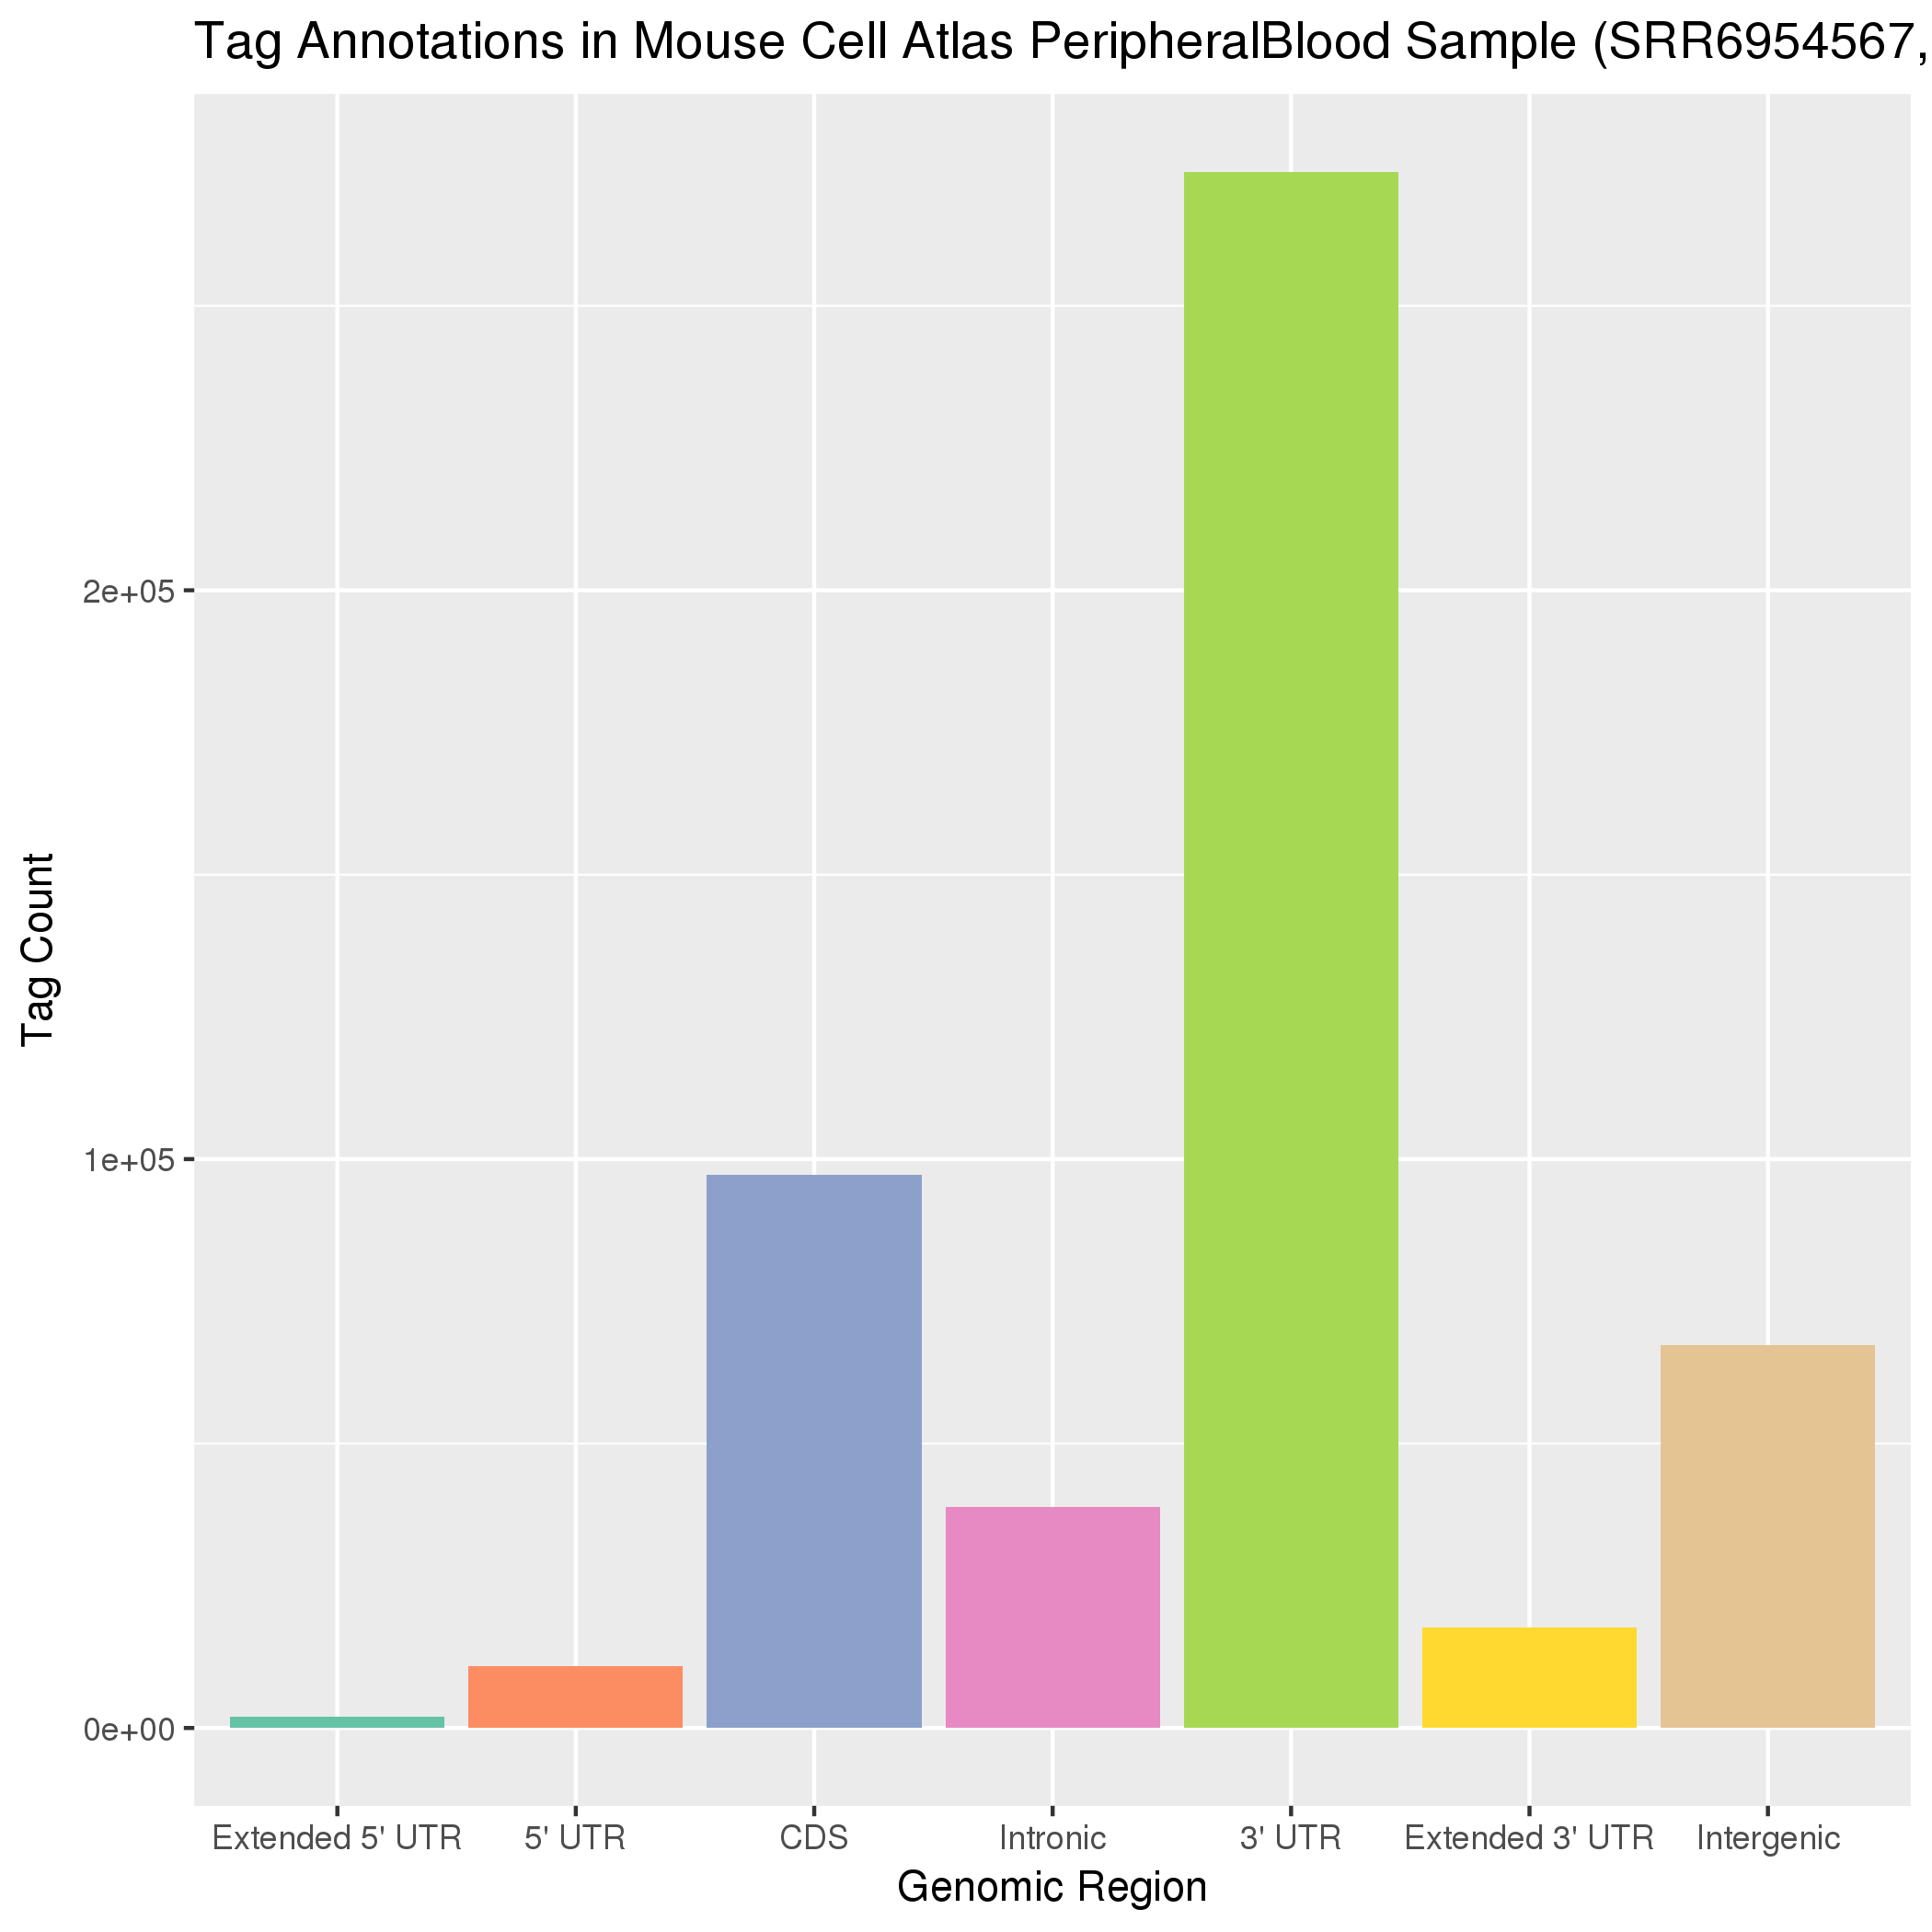 Tag Annotations in Mouse Cell Atlas PeripheralBlood Sample (SRR6954567,
Tag Count
2e+05
1e+05
0e+00
Extended 5' UTR 5' UTR CDS Intronic 3' UTR Extended 3' UTR Intergenic
Genomic Region